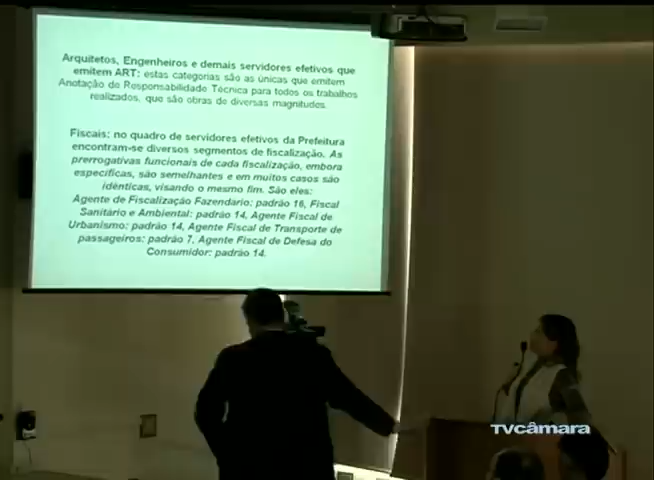 Arquitetos, Engenheiros e demais servidores efetivos que
emitem ART: estas categorias são as únicas que emitem
Anotação de Responsabilidade Técnica para todos os trabalhos
realizados, que são obras de diversas magnitudes.
Fiscais: no quadro de servidores efetivos da Prefeitura
encontram-se diversos segmentos de fiscalização. As
prerrogativas funcionais de cada fiscalização, embora
específicas, são semelhantes e em muitos casos são
idênticas, visando o mesmo fim. São eles:
Agente de Fiscalização Fazendário: padrão 16, Fiscal
Sanitário e Ambiental: padrão 14, Agente Fiscal de
Urbanismo: padrão 14, Agente Fiscal de Transporte de
passageiros: padrão 7, Agente Fiscal de Defesa do
Consumidor: padrão 14.
TVcâmara